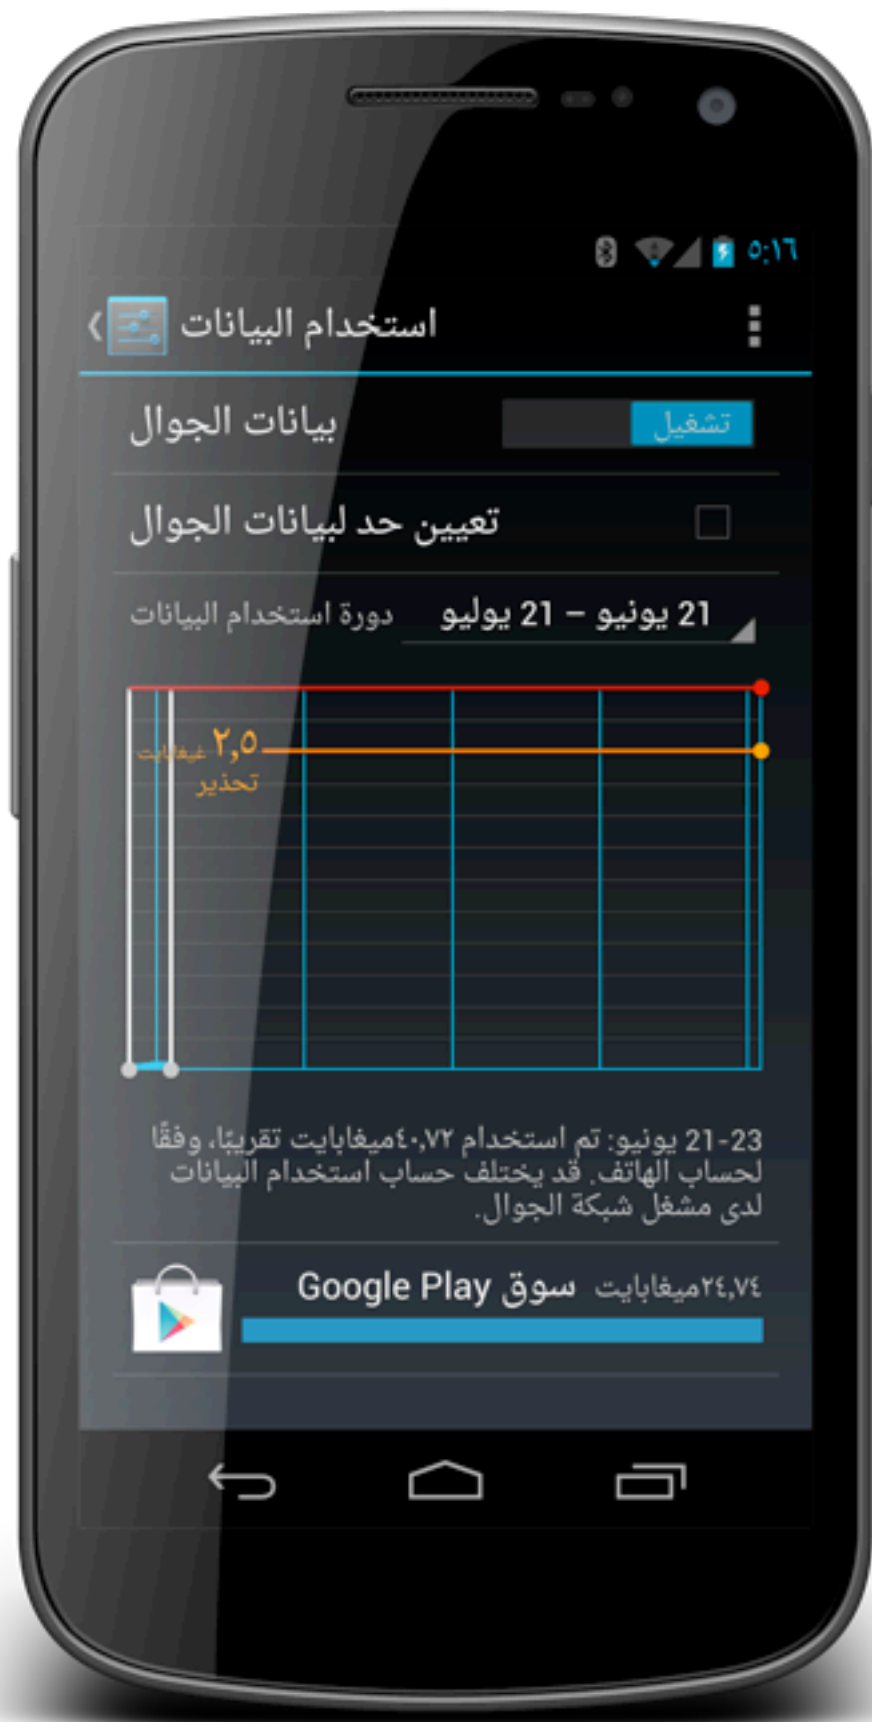 ٥:١٦
استخدام البيانات
بيانات الجوال تشغيل
تعيين حد لبيانات الجوال
دورة استخدام البيانات 21 يونيو – 21 يوليو
٢,٥ غيغابايت
تحذير
21-23 يونيو: تم استخدام ٤٠,٧٢ميغابايت تقريبًا، وفقًا
لحساب الهاتف. قد يختلف حساب استخدام البيانات
لدى مشغل شبكة الجوال.
سوق Google Play ٢٤,٧٤ميغابايت